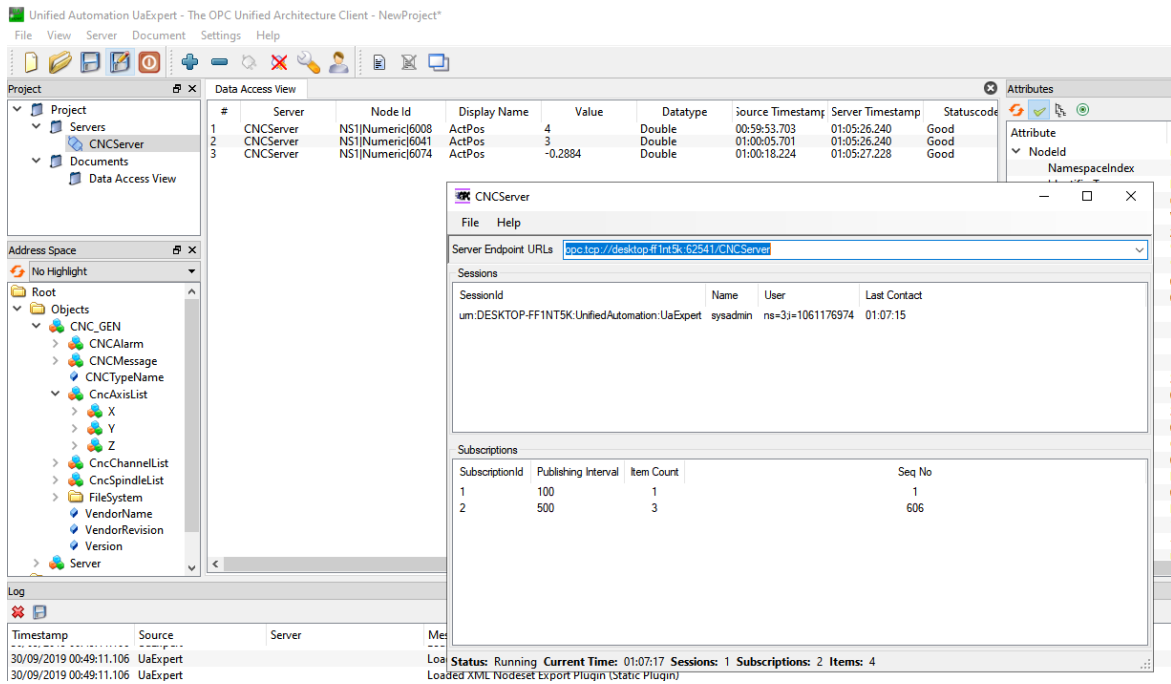 Unified Automation UaExpert - The OPC Unified Architecture Client - NewProject*
File View Server Document Settings Help
Project
Project
Servers
CNCServer
Documents
Data Access View
Address Space
No Highlight
Root
Objects
CNC_GEN
CNCAlarm
CNCMessage
CNCTypeName
CncAxisList
X
Y
Z
CncChannelList
CncSpindleList
FileSystem
VendorName
VendorRevision
Version
Server
Data Access View
# Server Node Id Display Name Value Datatype Source Timestamp Server Timestamp Statuscode
1 CNCServer NS1|Numeric|6008 ActPos 4 Double 00:59:53.703 01:05:26.240 Good
2 CNCServer NS1|Numeric|6041 ActPos 3 Double 01:00:05.701 01:05:26.240 Good
3 CNCServer NS1|Numeric|6074 ActPos -0.2884 Double 01:00:18.224 01:05:27.228 Good
Attributes
Attribute
NodeId
NamespaceIndex
CNCServer
File Help
Server Endpoint URLs opc.tcp://desktop-ff1nt5k:62541/CNCServer
Sessions
SessionId Name User Last Contact
urn:DESKTOP-FF1NT5K:UnifiedAutomation:UaExpert sysadmin ns=3;i=1061176974 01:07:15
Subscriptions
SubscriptionId Publishing Interval Item Count Seq No
1 100 1 1
2 500 3 606
Status: Running Current Time: 01:07:17 Sessions: 1 Subscriptions: 2 Items: 4
Log
Timestamp Source Server Mes
30/09/2019 00:49:11.106 UaExpert Loa
30/09/2019 00:49:11.106 UaExpert Loaded XML Nodeset Export Plugin (Static Plugin)